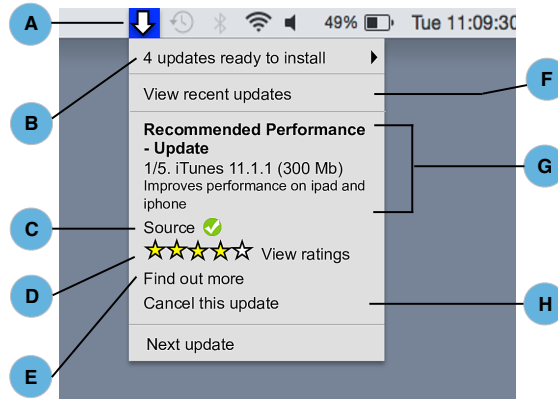 A
49%
Tue 11:09:30
4 updates ready to install
B
View recent updates
F
Recommended Performance
- Update
1/5. iTunes 11.1.1 (300 Mb)
Improves performance on ipad and
iphone
G
C
Source
D
View ratings
Find out more
Cancel this update
H
E
Next update